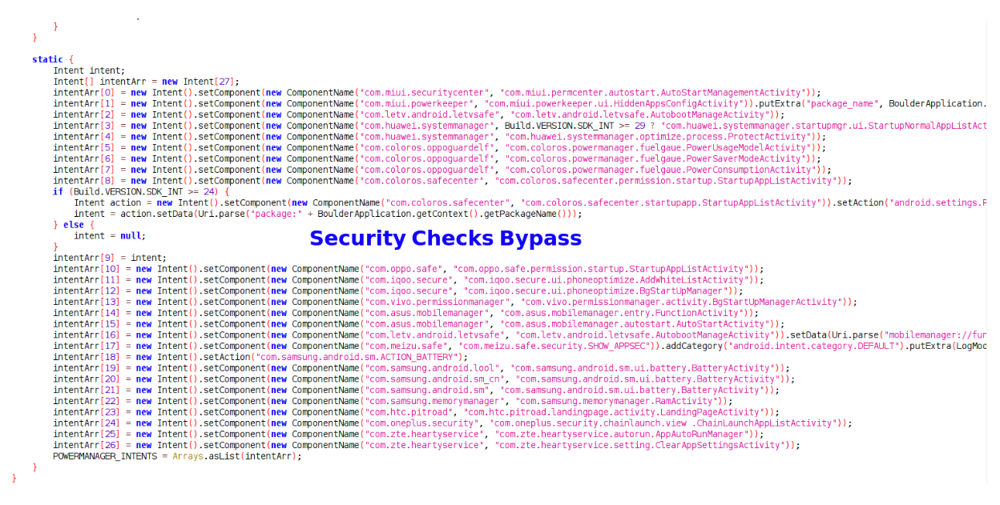 }
}
static {
Intent intent;
Intent[] intentArr = new Intent[27];
intentArr[0] = new Intent().setComponent(new ComponentName("com.miui.securitycenter", "com.miui.permcenter.autostart.AutoStartManagementActivity"));
intentArr[1] = new Intent().setComponent(new ComponentName("com.miui.powerkeeper", "com.miui.powerkeeper.ui.HiddenAppsConfigActivity")).putExtra("package_name", BoulderApplication.
intentArr[2] = new Intent().setComponent(new ComponentName("com.letv.android.letvsafe", "com.letv.android.letvsafe.AutobootManageActivity"));
intentArr[3] = new Intent().setComponent(new ComponentName("com.huawei.systemmanager", Build.VERSION.SDK_INT >= 29 ? "com.huawei.systemmanager.startupmgr.ui.StartupNormalAppListAct
intentArr[4] = new Intent().setComponent(new ComponentName("com.huawei.systemmanager", "com.huawei.systemmanager.optimize.process.ProtectActivity"));
intentArr[5] = new Intent().setComponent(new ComponentName("com.coloros.oppoguardelf", "com.coloros.powermanager.fuelgaue.PowerUsageModelActivity"));
intentArr[6] = new Intent().setComponent(new ComponentName("com.coloros.oppoguardelf", "com.coloros.powermanager.fuelgaue.PowerSaverModeActivity"));
intentArr[7] = new Intent().setComponent(new ComponentName("com.coloros.oppoguardelf", "com.coloros.powermanager.fuelgaue.PowerConsumptionActivity"));
intentArr[8] = new Intent().setComponent(new ComponentName("com.coloros.safecenter", "com.coloros.safecenter.permission.startup.StartupAppListActivity"));
if (Build.VERSION.SDK_INT >= 24) {
Intent action = new Intent().setComponent(new ComponentName("com.coloros.safecenter", "com.coloros.safecenter.startupapp.StartupAppListActivity")).setAction("android.settings.R
intent = action.setData(Uri.parse("package:" + BoulderApplication.getContext().getPackageName()));
} else {
intent = null;
}
Security Checks Bypass
intentArr[9] = intent;
intentArr[10] = new Intent().setComponent(new ComponentName("com.oppo.safe", "com.oppo.safe.permission.startup.StartupAppListActivity"));
intentArr[11] = new Intent().setComponent(new ComponentName("com.iqoo.secure", "com.iqoo.secure.ui.phoneoptimize.AddWhiteListActivity"));
intentArr[12] = new Intent().setComponent(new ComponentName("com.iqoo.secure", "com.iqoo.secure.ui.phoneoptimize.BgStartUpManager"));
intentArr[13] = new Intent().setComponent(new ComponentName("com.vivo.permissionmanager", "com.vivo.permissionmanager.activity.BgStartUpManagerActivity"));
intentArr[14] = new Intent().setComponent(new ComponentName("com.asus.mobilemanager", "com.asus.mobilemanager.entry.FunctionActivity"));
intentArr[15] = new Intent().setComponent(new ComponentName("com.asus.mobilemanager", "com.asus.mobilemanager.autostart.AutoStartActivity"));
intentArr[16] = new Intent().setComponent(new ComponentName("com.letv.android.letvsafe", "com.letv.android.letvsafe.AutobootManageActivity")).setData(Uri.parse("mobilemanager://fun
intentArr[17] = new Intent().setComponent(new ComponentName("com.meizu.safe", "com.meizu.safe.security.SHOW_APPSEC")).addCategory("android.intent.category.DEFAULT").putExtra(LogMod
intentArr[18] = new Intent().setAction("com.samsung.android.sm.ACTION_BATTERY");
intentArr[19] = new Intent().setComponent(new ComponentName("com.samsung.android.lool", "com.samsung.android.sm.ui.battery.BatteryActivity"));
intentArr[20] = new Intent().setComponent(new ComponentName("com.samsung.android.sm_cn", "com.samsung.android.sm.ui.battery.BatteryActivity"));
intentArr[21] = new Intent().setComponent(new ComponentName("com.samsung.android.sm", "com.samsung.android.sm.ui.battery.BatteryActivity"));
intentArr[22] = new Intent().setComponent(new ComponentName("com.samsung.memorymanager", "com.samsung.memorymanager.RamActivity"));
intentArr[23] = new Intent().setComponent(new ComponentName("com.htc.pitroad", "com.htc.pitroad.landingpage.activity.LandingPageActivity"));
intentArr[24] = new Intent().setComponent(new ComponentName("com.oneplus.security", "com.oneplus.security.chainlaunch.view .ChainLaunchAppListActivity"));
intentArr[25] = new Intent().setComponent(new ComponentName("com.zte.heartyservice", "com.zte.heartyservice.autorun.AppAutoRunManager"));
intentArr[26] = new Intent().setComponent(new ComponentName("com.zte.heartyservice", "com.zte.heartyservice.setting.ClearAppSettingsActivity"));
POWERMANAGER_INTENTS = Arrays.asList(intentArr);
}
}